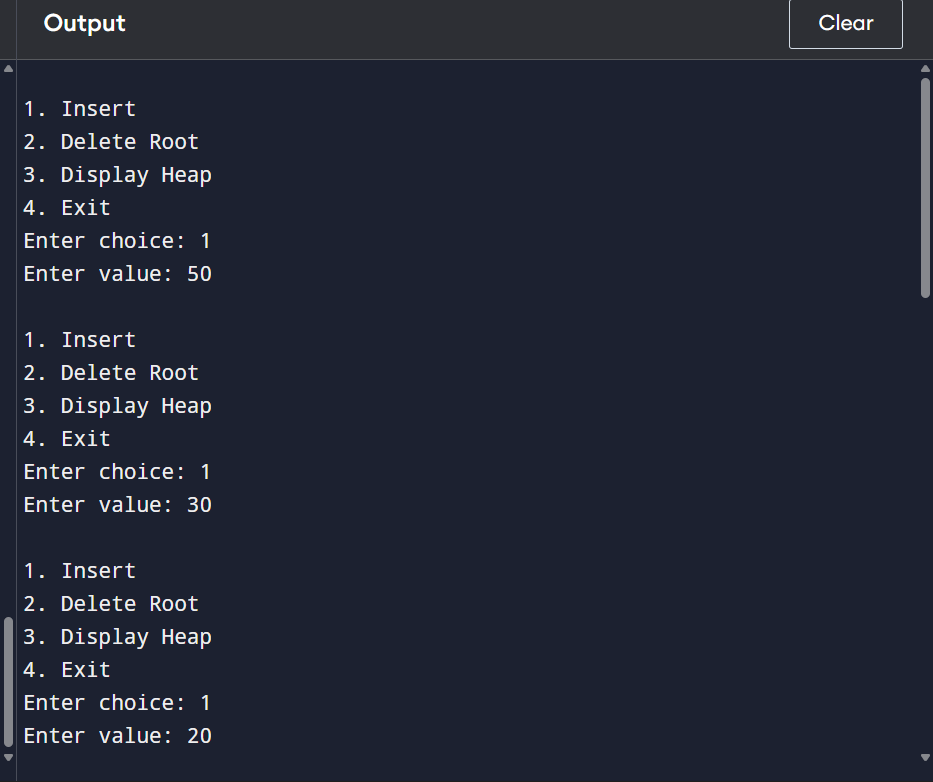 Output
Clear
1. Insert
2. Delete Root
3. Display Heap
4. Exit
Enter choice: 1
Enter value: 50
1. Insert
2. Delete Root
3. Display Heap
4. Exit
Enter choice: 1
Enter value: 30
1. Insert
2. Delete Root
3. Display Heap
4. Exit
Enter choice: 1
Enter value: 20